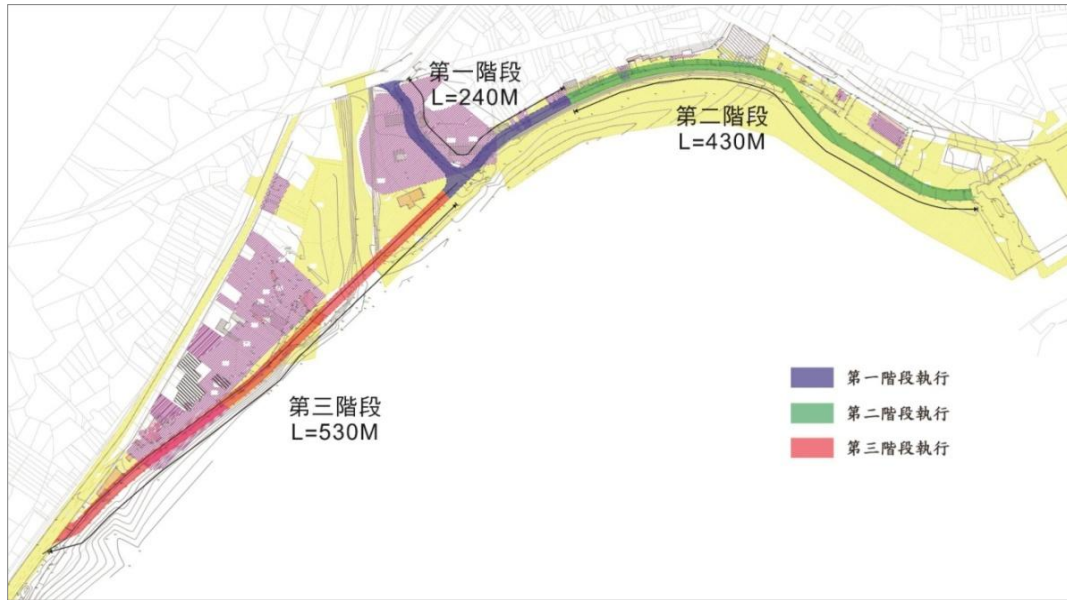 第一階段
L=240M
第二階段
L=430M
第三階段
L=530M
第一階段執行
第二階段執行
第三階段執行